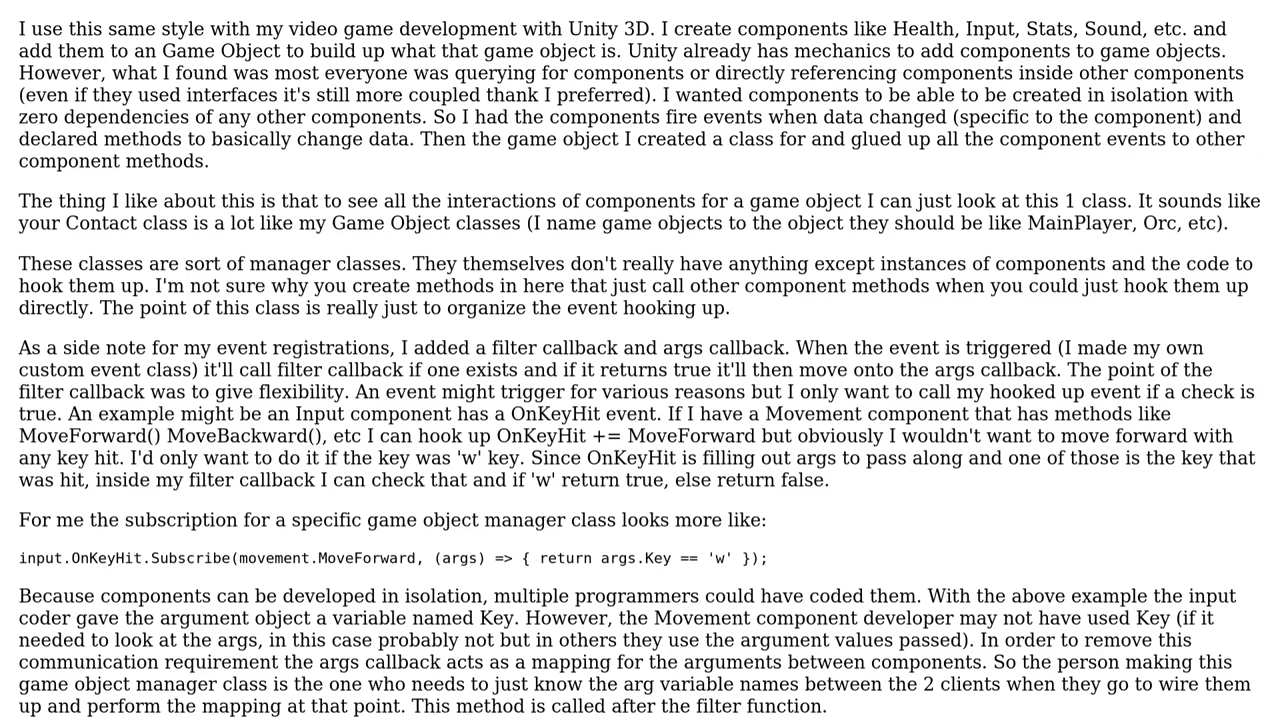 I use this same style with my video game development with Unity 3D. I create components like Health, Input, Stats, Sound, etc. and
add them to an Game Object to build up what that game object is. Unity already has mechanics to add components to game objects.
However, what I found was most everyone was querying for components or directly referencing components inside other components
(even if they used interfaces it's still more coupled thank I preferred). I wanted components to be able to be created in isolation with
zero dependencies of any other components. So I had the components fire events when data changed (specific to the component) and
declared methods to basically change data. Then the game object I created a class for and glued up all the component events to other
component methods.
The thing I like about this is that to see all the interactions of components for a game object I can just look at this 1 class. It sounds like
your Contact class is a lot like my Game Object classes (I name game objects to the object they should be like MainPlayer, Orc, etc).
These classes are sort of manager classes. They themselves don't really have anything except instances of components and the code to
hook them up. I'm not sure why you create methods in here that just call other component methods when you could just hook them up
directly. The point of this class is really just to organize the event hooking up.
As a side note for my event registrations, I added a filter callback and args callback. When the event is triggered (I made my own
custom event class) it'll call filter callback if one exists and if it returns true it'll then move onto the args callback. The point of the
filter callback was to give flexibility. An event might trigger for various reasons but I only want to call my hooked up event if a check is
true. An example might be an Input component has a OnKeyHit event. If I have a Movement component that has methods like
MoveForward() MoveBackward(), etc I can hook up OnKeyHit += MoveForward but obviously I wouldn't want to move forward with
any key hit. I'd only want to do it if the key was 'w' key. Since OnKeyHit is filling out args to pass along and one of those is the key that
was hit, inside my filter callback I can check that and if 'w' return true, else return false.
For me the subscription for a specific game object manager class looks more like:
input.OnKeyHit.Subscribe(movement.MoveForward, (args) => { return args.Key == 'w' });
Because components can be developed in isolation, multiple programmers could have coded them. With the above example the input
coder gave the argument object a variable named Key. However, the Movement component developer may not have used Key (if it
needed to look at the args, in this case probably not but in others they use the argument values passed). In order to remove this
communication requirement the args callback acts as a mapping for the arguments between components. So the person making this
game object manager class is the one who needs to just know the arg variable names between the 2 clients when they go to wire them
up and perform the mapping at that point. This method is called after the filter function.